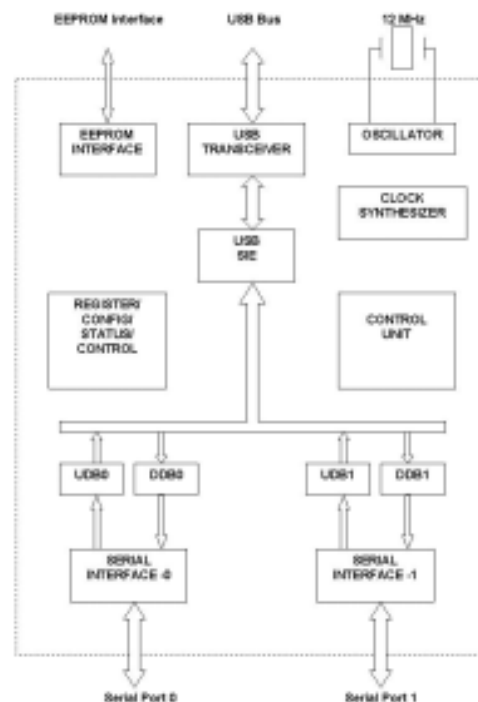 EEPROM Interface
USB Bus
12 MHz
EEPROM
INTERFACE
USB
TRANSCEIVER
OSCILLATOR
CLOCK
SYNTHESIZER
USB
SIE
REGISTER/
CONFIG/
STATUS/
CONTROL
CONTROL
UNIT
UDB0
DDB0
UDB1
DDB1
SERIAL
INTERFACE -0
SERIAL
INTERFACE -1
Serial Port 0
Serial Port 1